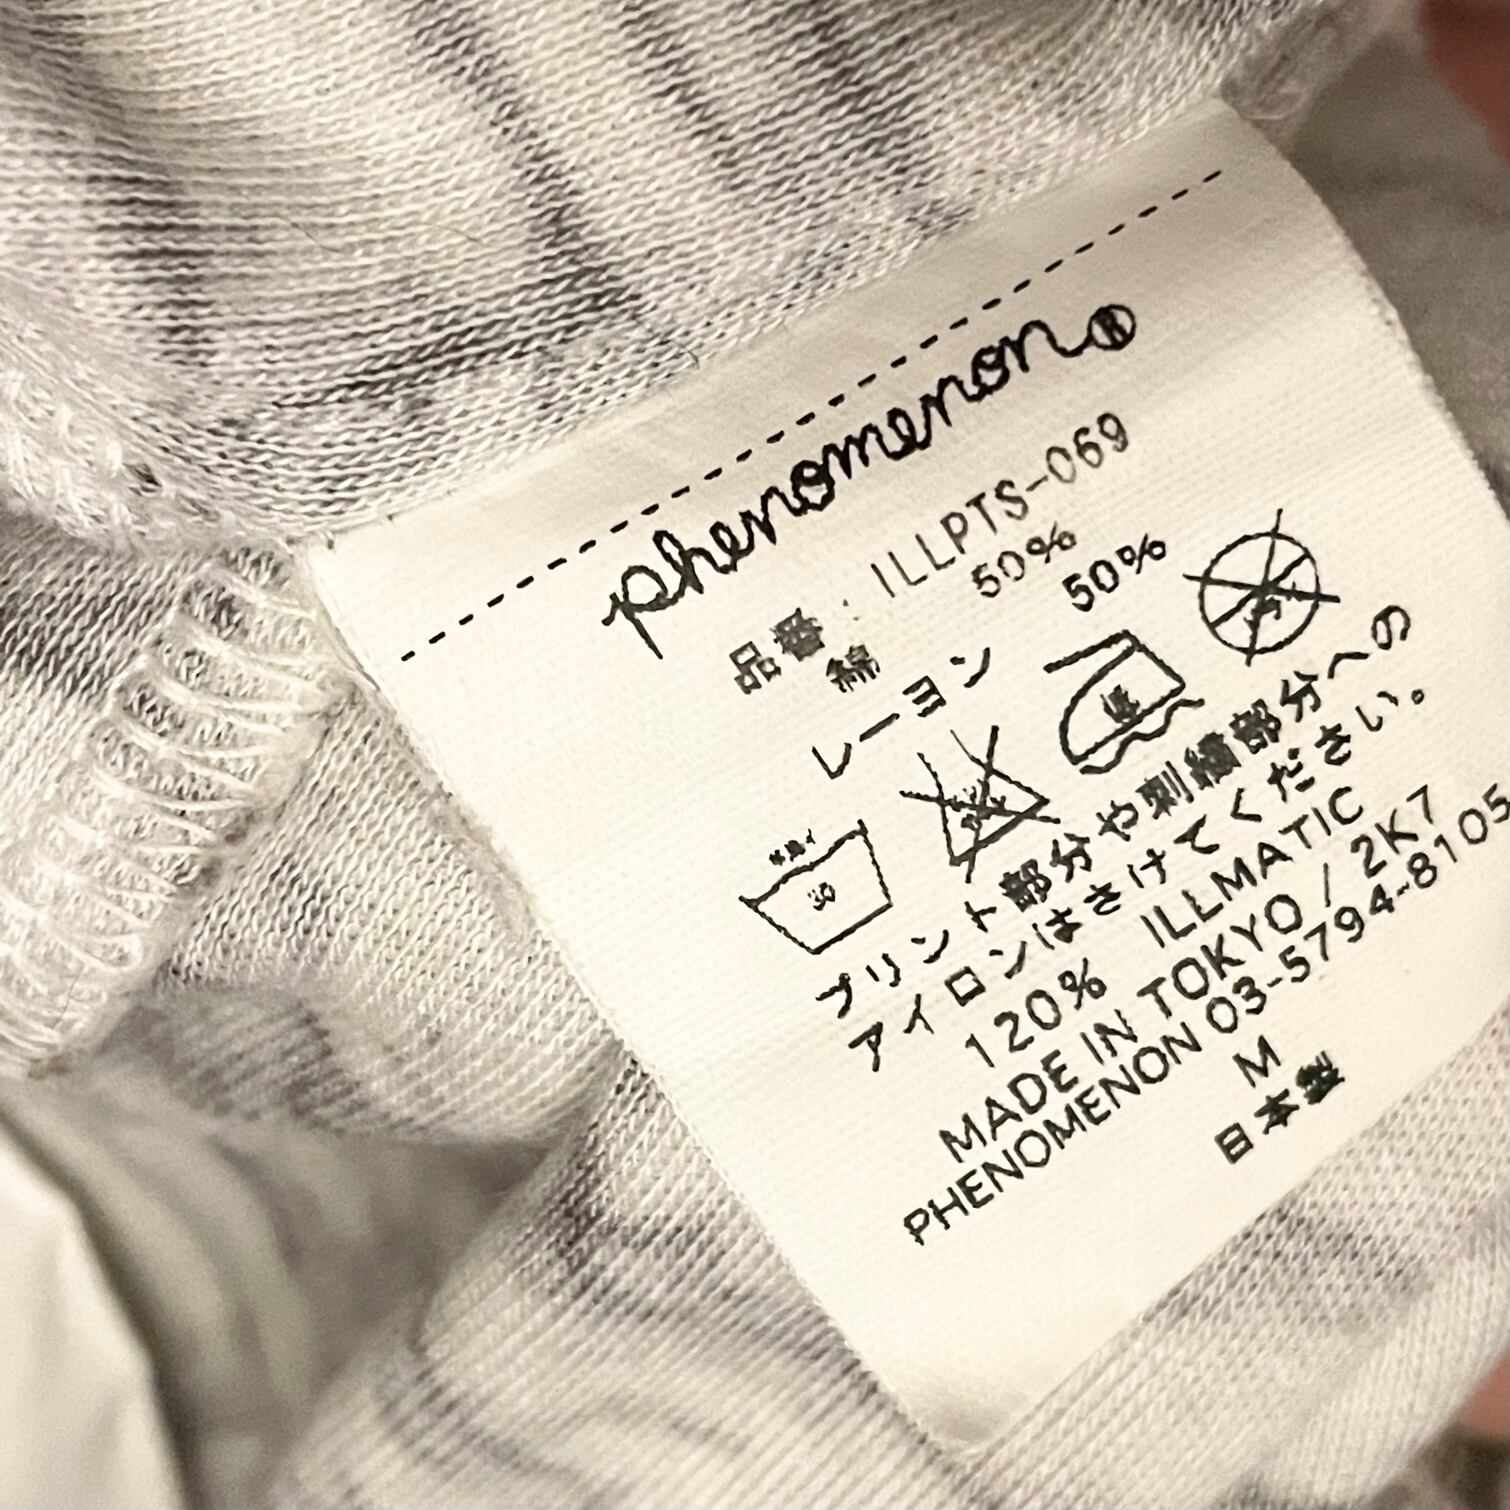 phenomenon®
品番：ILLPTS-069
綿 50%
レーヨン 50%
プリント部分や刺繍部分への
アイロンはさけてください。
120% ILLMATIC
MADE IN TOKYO / 2K7
PHENOMENON 03-5794-8105
M
日本製